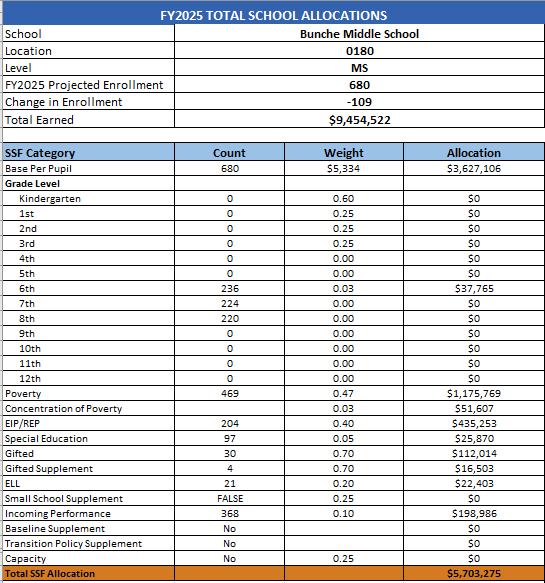 FY2025 TOTAL SCHOOL ALLOCATIONS
School Bunche Middle School
Location 0180
Level MS
FY2025 Projected Enrollment 680
Change in Enrollment -109
Total Earned $9,454,522
SSF Category Count Weight Allocation
Base Per Pupil 680 $5,334 $3,627,106
Grade Level
Kindergarten 0 0.60 $0
1st 0 0.25 $0
2nd 0 0.25 $0
3rd 0 0.25 $0
4th 0 0.00 $0
5th 0 0.00 $0
6th 236 0.03 $37,765
7th 224 0.00 $0
8th 220 0.00 $0
9th 0 0.00 $0
10th 0 0.00 $0
11th 0 0.00 $0
12th 0 0.00 $0
Poverty 469 0.47 $1,175,769
Concentration of Poverty 0.03 $51,607
EIP/REP 204 0.40 $435,253
Special Education 97 0.05 $25,870
Gifted 30 0.70 $112,014
Gifted Supplement 4 0.70 $16,503
ELL 21 0.20 $22,403
Small School Supplement FALSE 0.25 $0
Incoming Performance 368 0.10 $198,986
Baseline Supplement No $0
Transition Policy Supplement No $0
Capacity No 0.25 $0
Total SSF Allocation $5,703,275